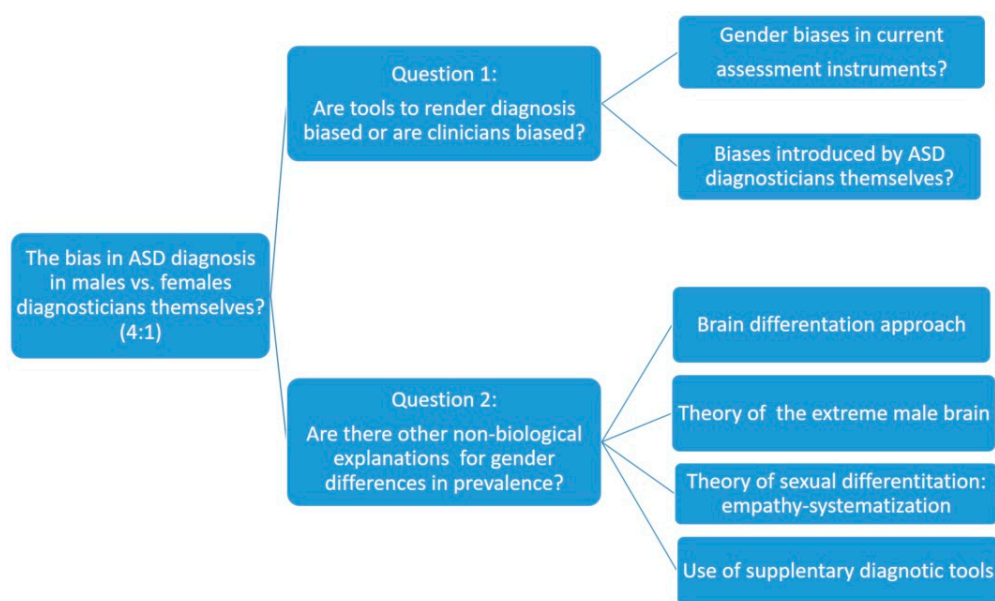 Question 1:
Are tools to render diagnosis
biased or are clinicians biased?
Gender biases in current
assessment instruments?
Biases introduced by ASD
diagnosticians themselves?
The bias in ASD diagnosis
in males vs. females
diagnosticians themselves?
(4:1)
Question 2:
Are there other non-biological
explanations for gender
differences in prevalence?
Brain differentation approach
Theory of the extreme male brain
Theory of sexual differentitation:
empathy-systematization
Use of supplentary diagnotic tools